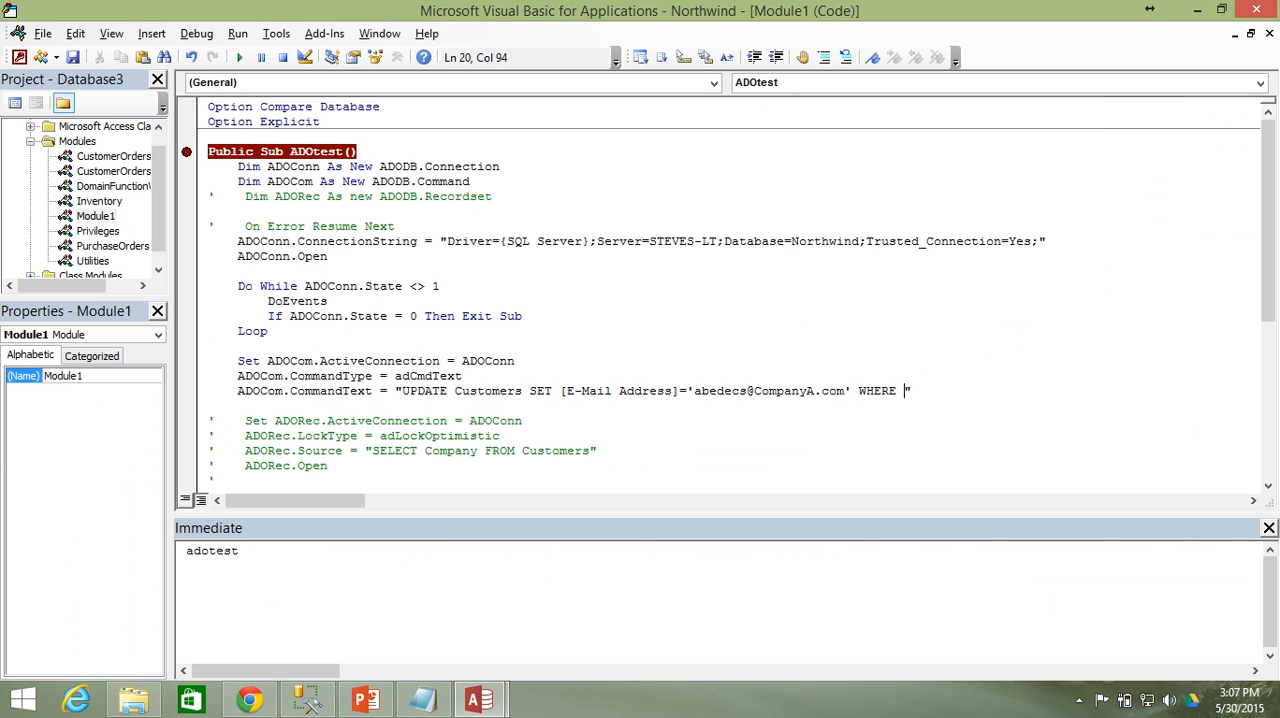 Microsoft Visual Basic for Applications - Northwind - [Module1 (Code)]
File Edit View Insert Debug Run Tools Add-Ins Window Help
Ln 20, Col 94
Project - Database3
(General)
ADOtest
Microsoft Access Cla
Modules
CustomerOrders
CustomerOrders
DomainFunction
Inventory
Module1
Privileges
PurchaseOrders
Utilities
Class Modules
Properties - Module1
Module1 Module
Alphabetic Categorized
(Name) Module1
Option Compare Database
Option Explicit
Public Sub ADOtest()
Dim ADOConn As New ADODB.Connection
Dim ADOCom As New ADODB.Command
' Dim ADORec As new ADODB.Recordset
' On Error Resume Next
ADOConn.ConnectionString = "Driver={SQL Server};Server=STEVES-LT;Database=Northwind;Trusted_Connection=Yes;"
ADOConn.Open
Do While ADOConn.State <> 1
DoEvents
If ADOConn.State = 0 Then Exit Sub
Loop
Set ADOCom.ActiveConnection = ADOConn
ADOCom.CommandType = adCmdText
ADOCom.CommandText = "UPDATE Customers SET [E-Mail Address]='abedecs@CompanyA.com' WHERE "
' Set ADORec.ActiveConnection = ADOConn
' ADORec.LockType = adLockOptimistic
' ADORec.Source = "SELECT Company FROM Customers"
' ADORec.Open
'
Immediate
adotest
3:07 PM
5/30/2015